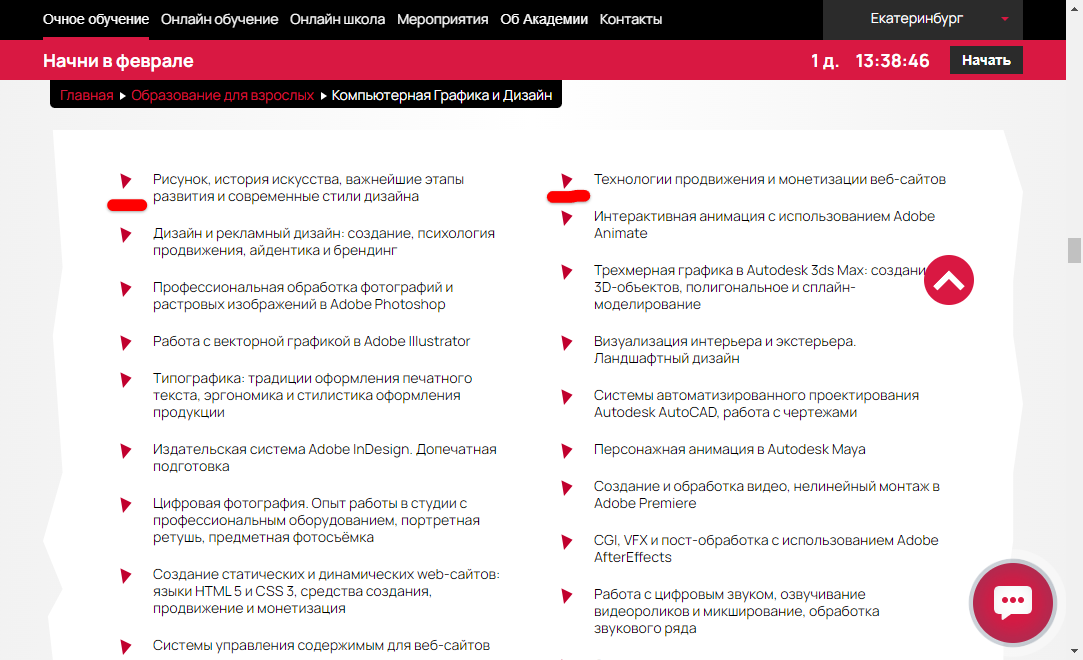 Очное обучение Онлайн обучение Онлайн школа Мероприятия Об Академии Контакты Екатеринбург
Начни в феврале 1 д. 13:38:46 Начать
Главная Образование для взрослых Компьютерная Графика и Дизайн
Рисунок, история искусства, важнейшие этапы
развития и современные стили дизайна
Дизайн и рекламный дизайн: создание, психология
продвижения, айдентика и брендинг
Профессиональная обработка фотографий и
растровых изображений в Adobe Photoshop
Работа с векторной графикой в Adobe Illustrator
Типографика: традиции оформления печатного
текста, эргономика и стилистика оформления
продукции
Издательская система Adobe InDesign. Допечатная
подготовка
Цифровая фотография. Опыт работы в студии с
профессиональным оборудованием, портретная
ретушь, предметная фотосъёмка
Создание статических и динамических web-сайтов:
языки HTML 5 и CSS 3, средства создания,
продвижение и монетизация
Системы управления содержимым для веб-сайтов
Технологии продвижения и монетизации веб-сайтов
Интерактивная анимация с использованием Adobe
Animate
Трехмерная графика в Autodesk 3ds Max: создани
3D-объектов, полигональное и сплайн-
моделирование
Визуализация интерьера и экстерьера.
Ландшафтный дизайн
Системы автоматизированного проектирования
Autodesk AutoCAD, работа с чертежами
Персонажная анимация в Autodesk Maya
Создание и обработка видео, нелинейный монтаж в
Adobe Premiere
CGI, VFX и пост-обработка с использованием Adobe
AfterEffects
Работа с цифровым звуком, озвучивание
видеороликов и микширование, обработка
звукового ряда